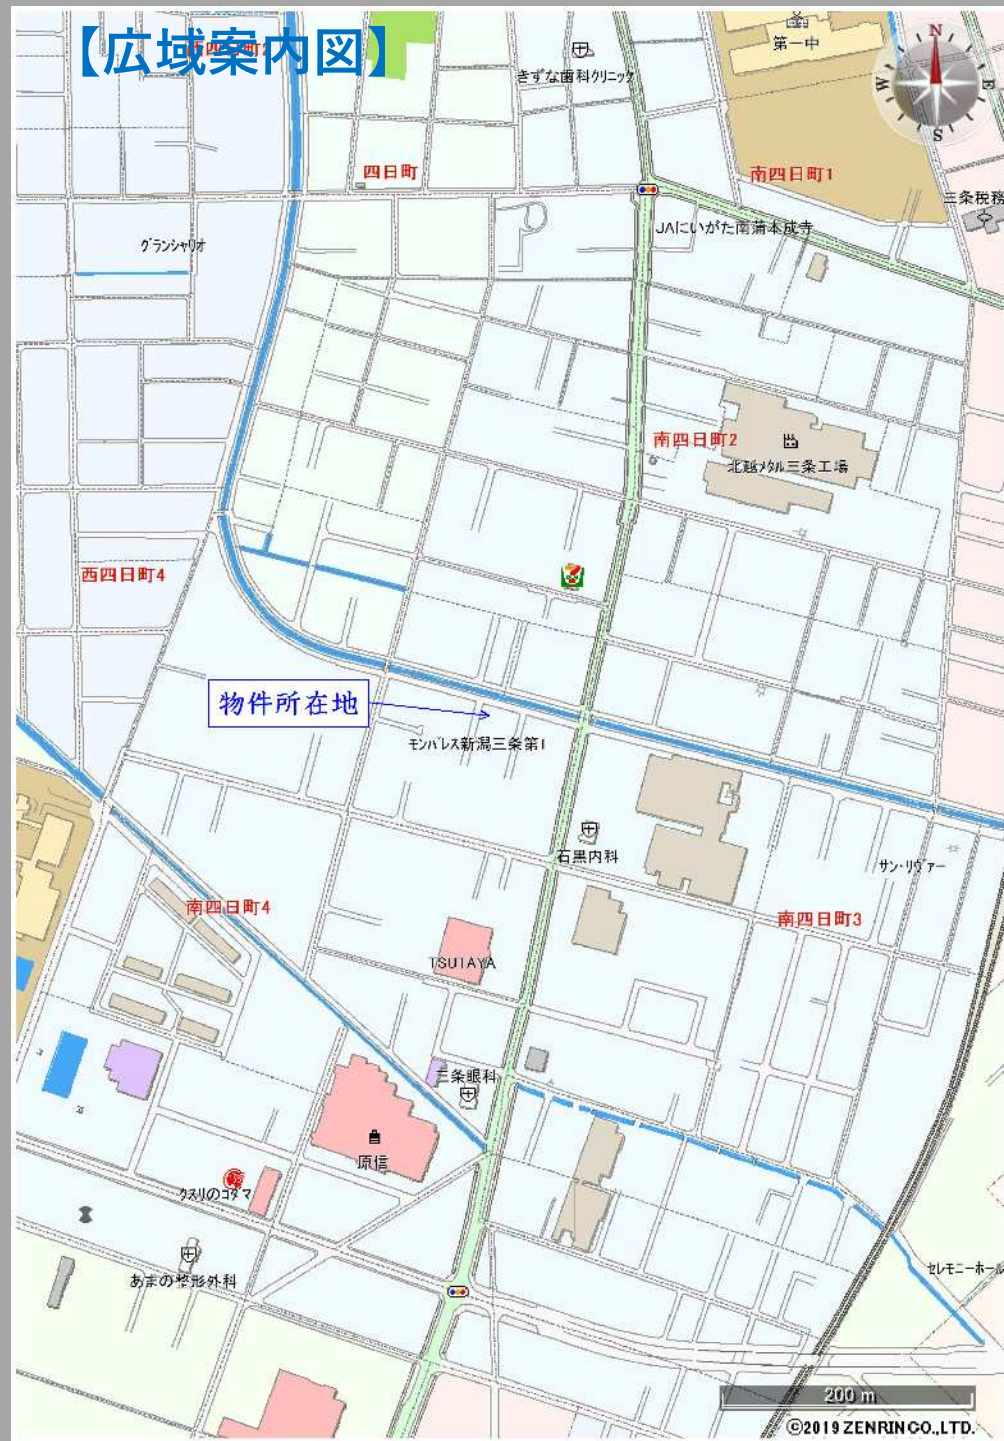 【広域案内図】
第一中
きずな歯科クリニック
N
W
E
S
四日町
南四日町1
三条税務
JAにいがた南蒲本成寺
グランシャリオ
南四日町2
北越メタル三条工場
西四日町4
物件所在地
モンパレス新潟三条第1
石黒内科
サン・リヴァー
南四日町4
南四日町3
TSUTAYA
三条眼科
原信
クスリのコダマ
あまの整形外科
セレモニーホール
200 m
©2019 ZENRIN CO.,LTD.